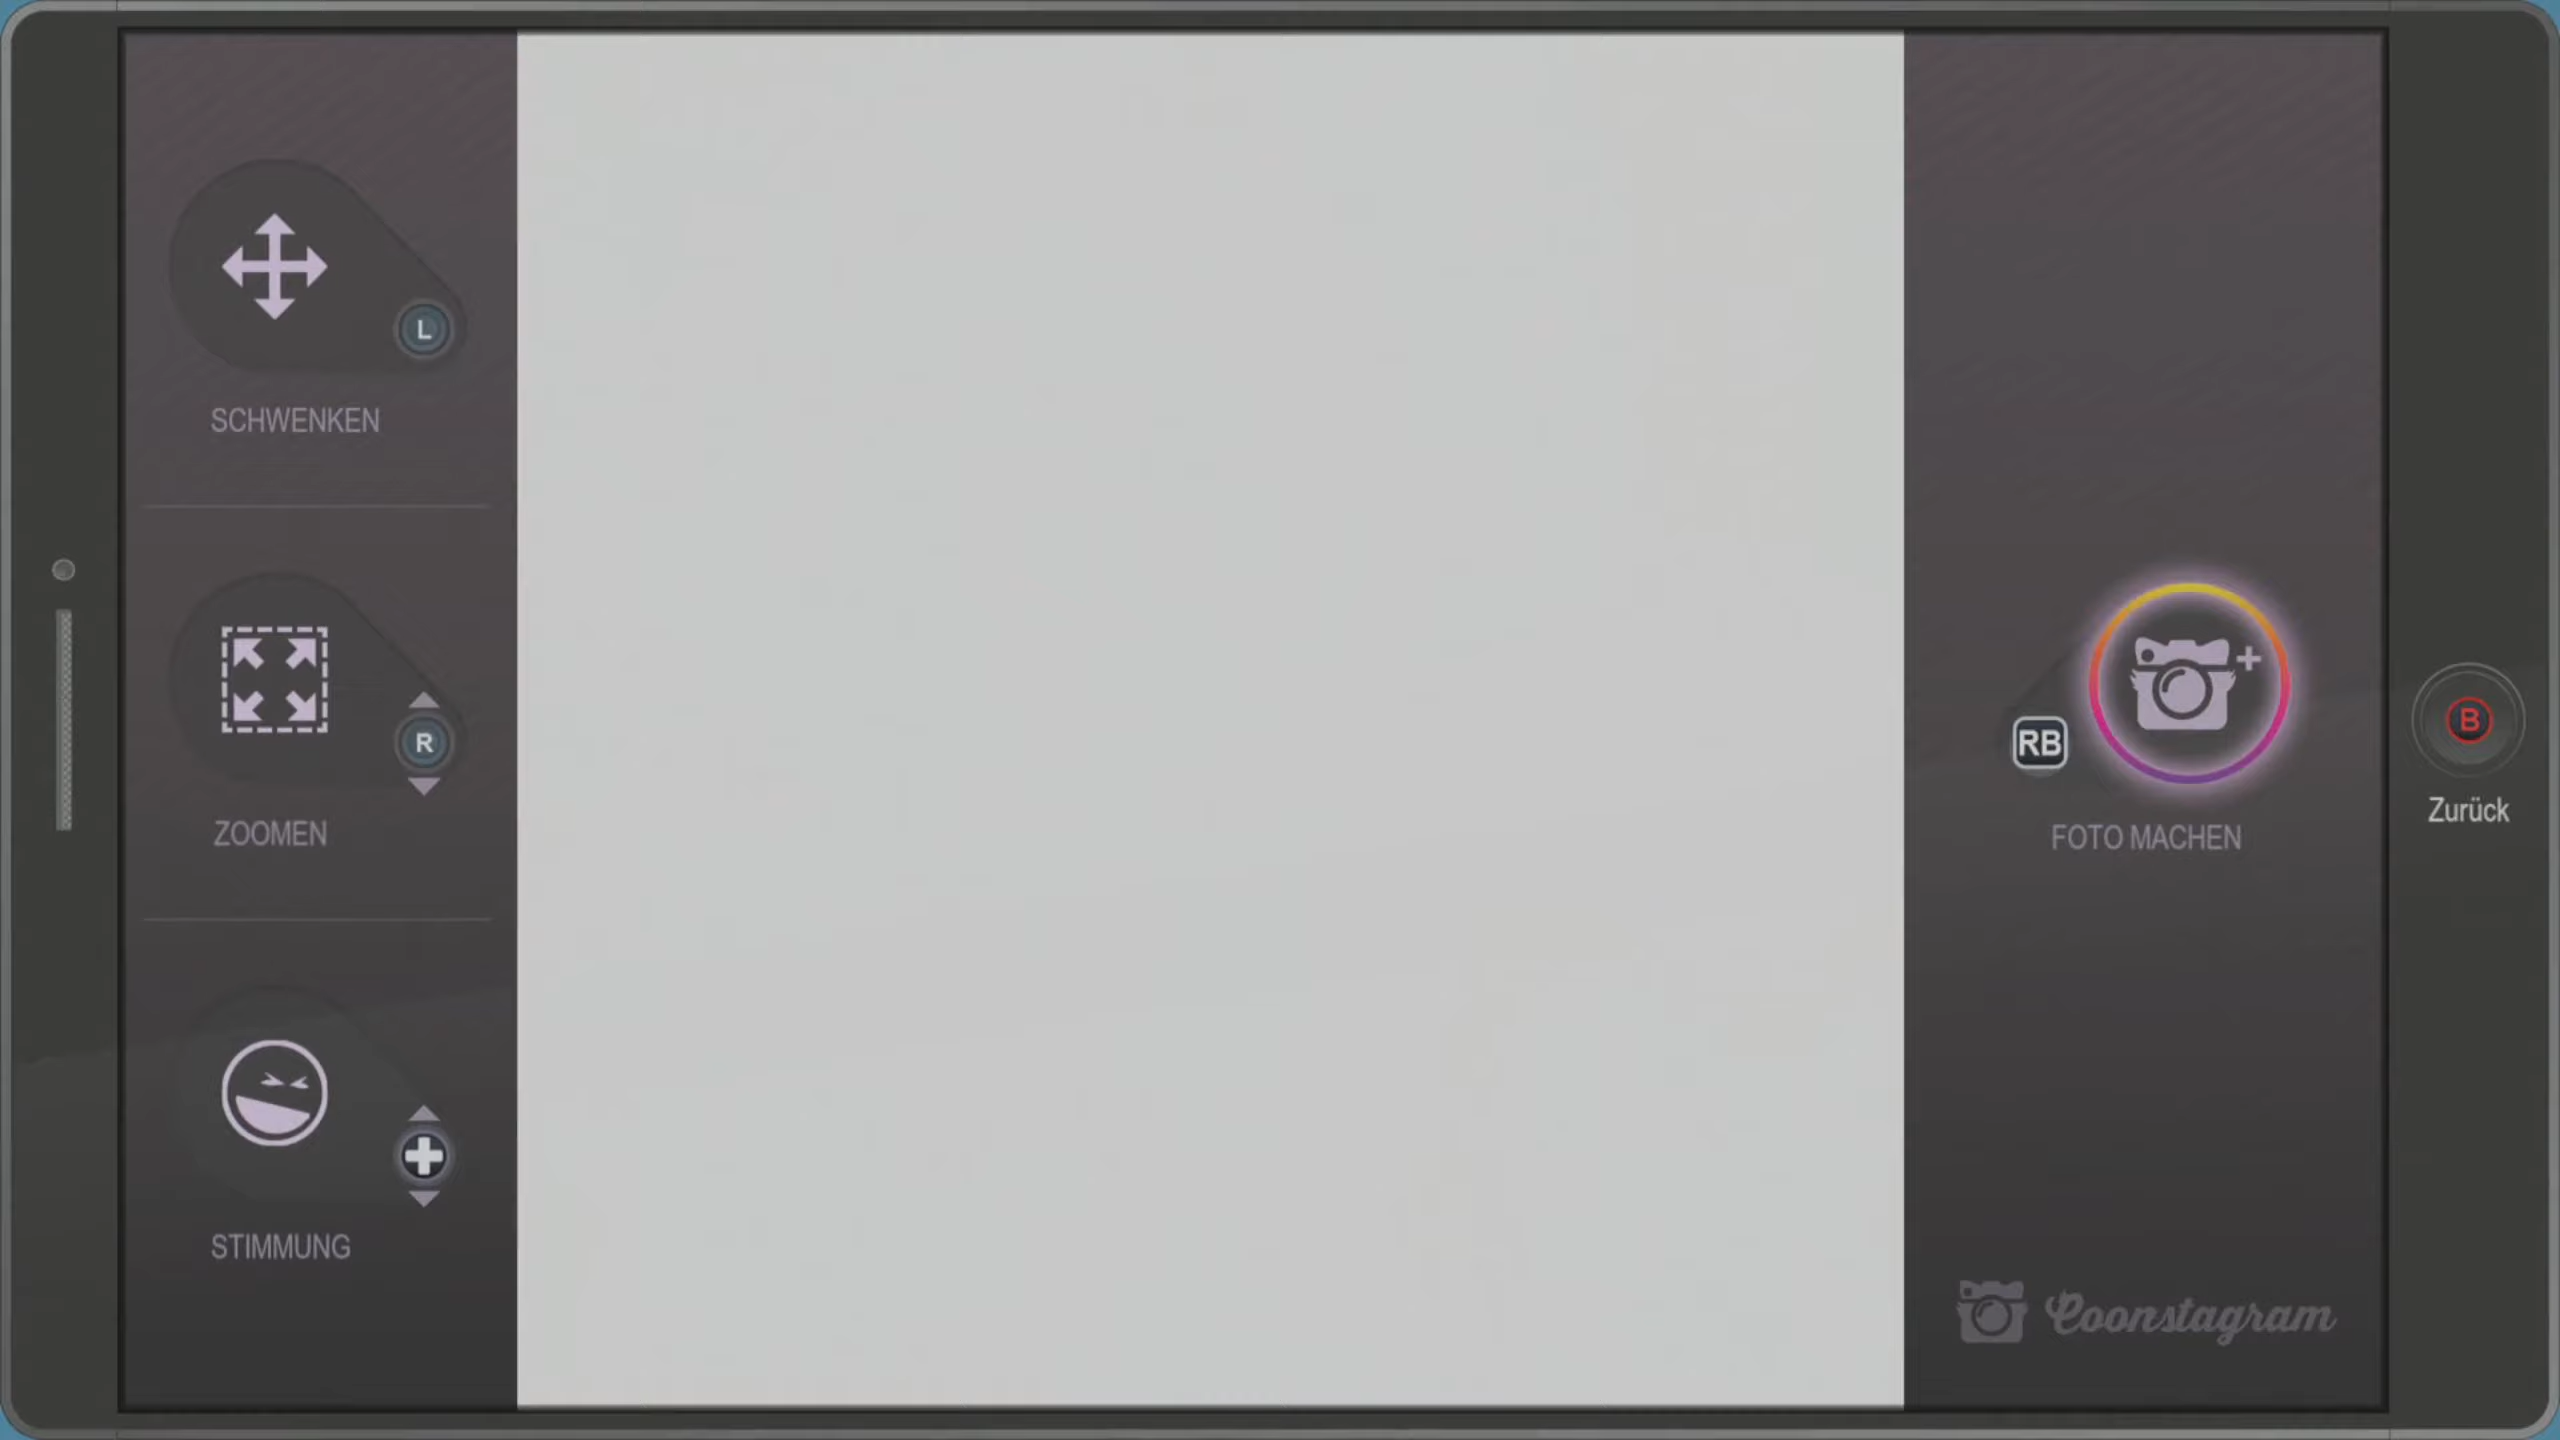 L
SCHWENKEN
R
ZOOMEN
STIMMUNG
RB
FOTO MACHEN
Coonstagram
B
Zurück